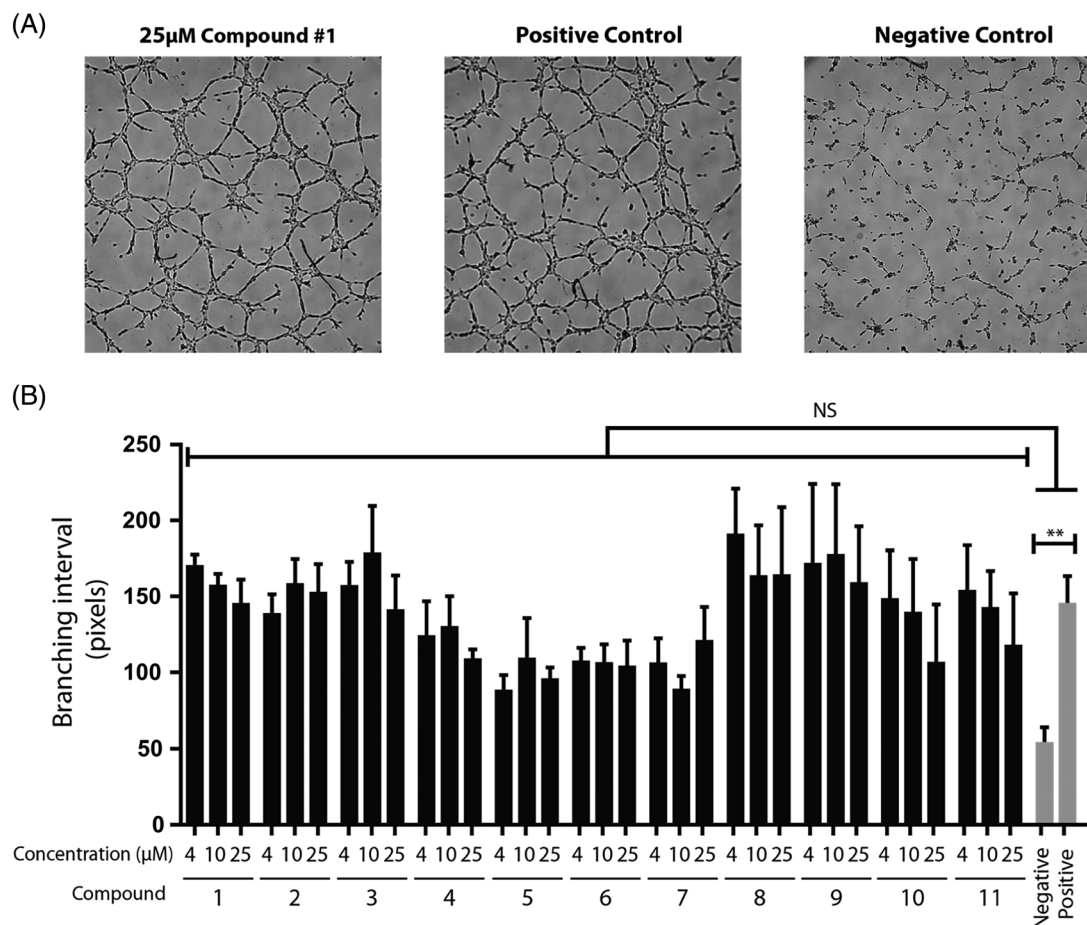 (A)
25µM Compound #1 Positive Control Negative Control
(B)
NS
**
250
200
150
100
50
0
Branching interval
(pixels)
Concentration (µM) 4 10 25 4 10 25 4 10 25 4 10 25 4 10 25 4 10 25 4 10 25 4 10 25 4 10 25 4 10 25 4 10 25
Compound 1 2 3 4 5 6 7 8 9 10 11
Negative
Positive